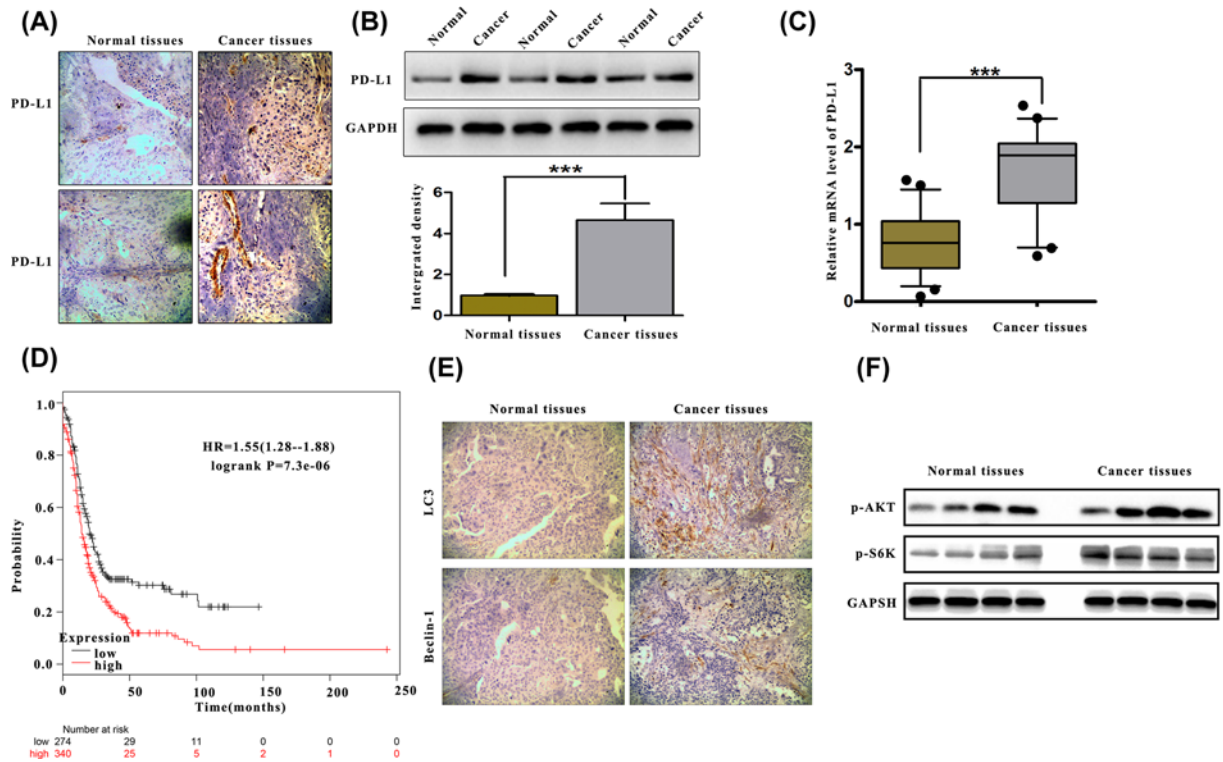 (A)
Normal tissues Cancer tissues
PD-L1
PD-L1
(B)
Normal Cancer Normal Cancer Normal Cancer
PD-L1
GAPDH
***
Intergrated density
6
4
2
0
Normal tissues Cancer tissues
(C)
***
Relative mRNA level of PD-L1
3
2
1
0
Normal tissues Cancer tissues
(D)
HR=1.55(1.28--1.88)
logrank P=7.3e-06
Probability
1.0
0.8
0.6
0.4
0.2
0.0
Expression
low
high
0 50 100 150 200 250
Time(months)
Number at risk
low 274 29 11 0 0 0
high 340 25 5 2 1 0
(E)
Normal tissues Cancer tissues
LC3
Beclin-1
(F)
Normal tissues Cancer tissues
p-AKT
p-S6K
GAPSH